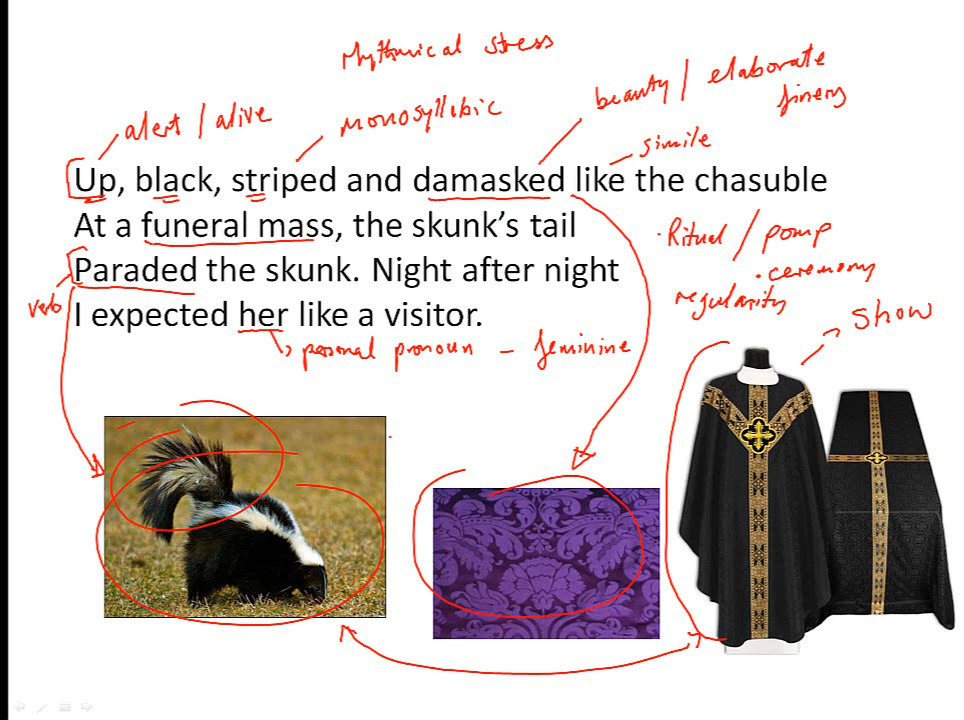 Rhythmical stress
beauty / elaborate
finery
alert / alive
monosyllabic
simile
Up, black, striped and damasked like the chasuble
At a funeral mass, the skunk's tail
Ritual / pomp
Paraded the skunk. Night after night
ceremony
verb
regularity
I expected her like a visitor.
show
personal pronoun - feminine